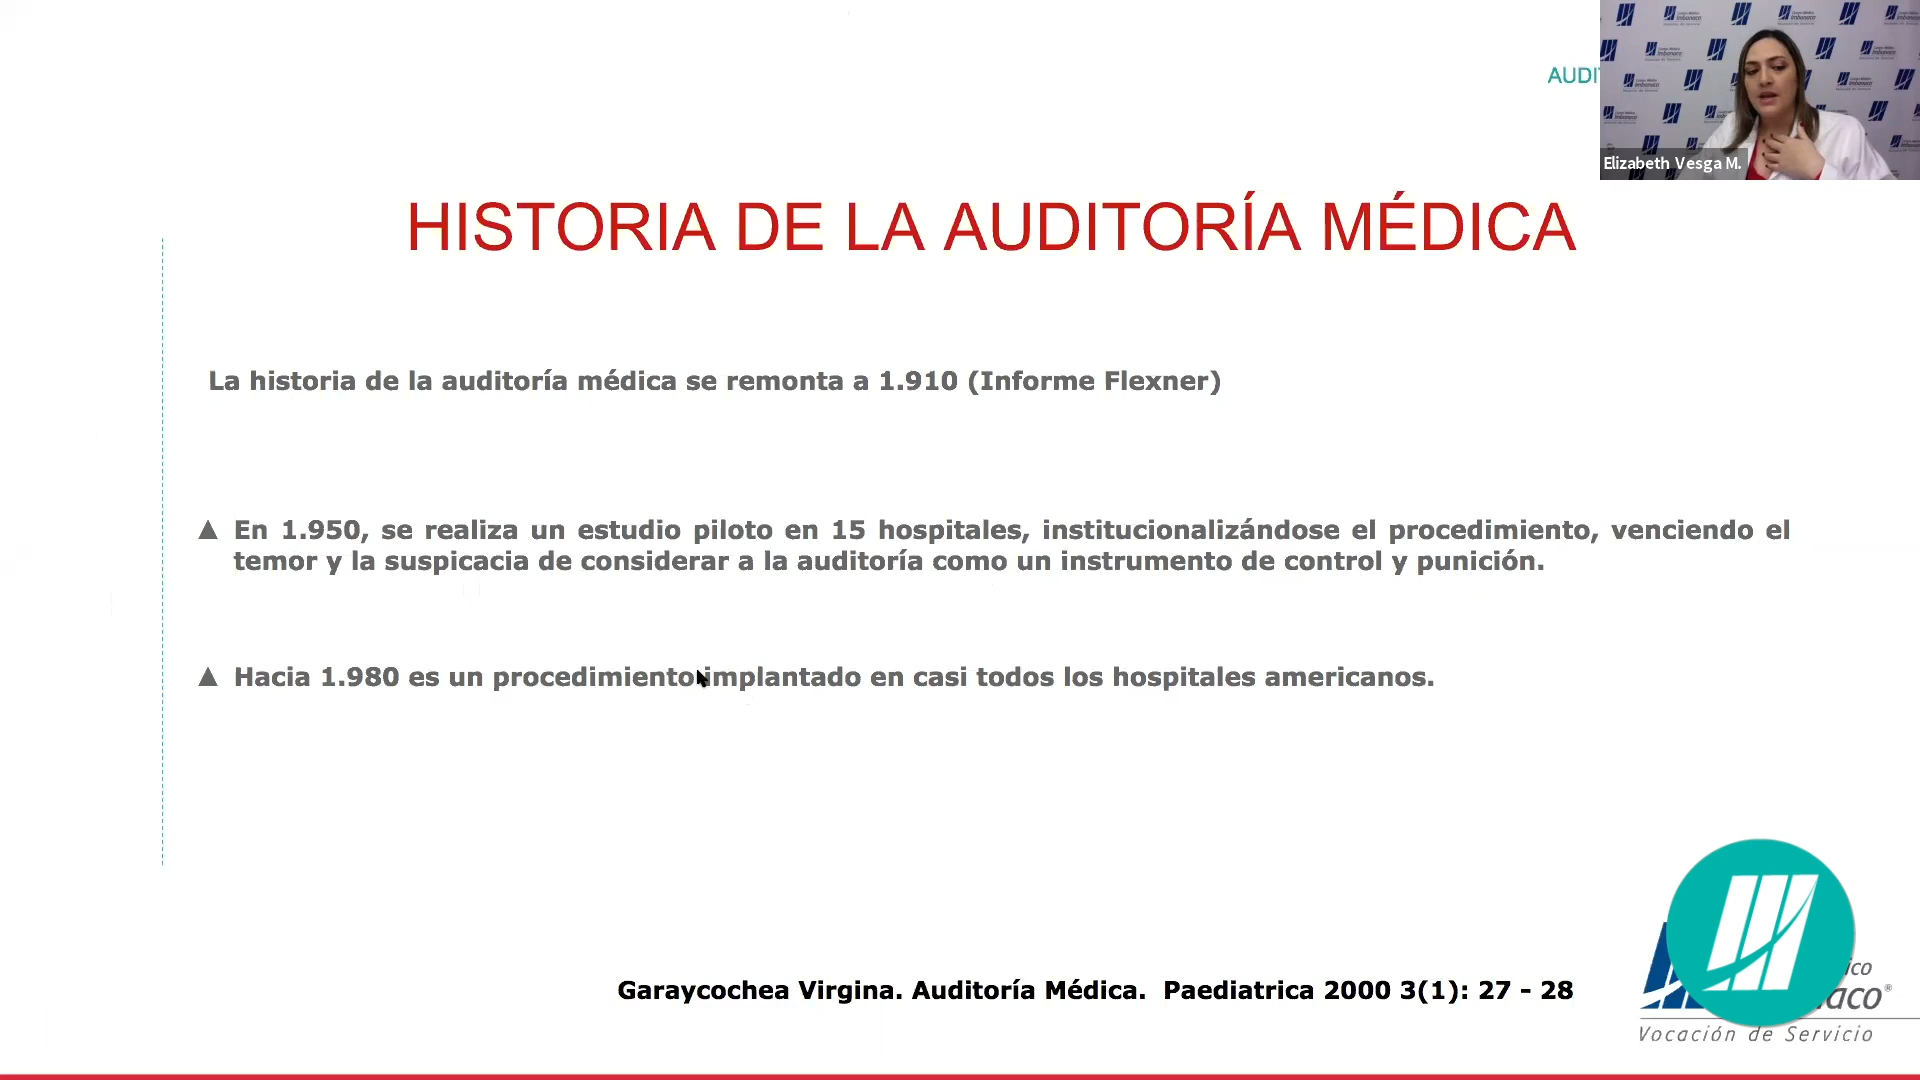 AUDI
Elizabeth Vesga M.
HISTORIA DE LA AUDITORÍA MÉDICA
La historia de la auditoría médica se remonta a 1.910 (Informe Flexner)
▲ En 1.950, se realiza un estudio piloto en 15 hospitales, institucionalizándose el procedimiento, venciendo el
temor y la suspicacia de considerar a la auditoría como un instrumento de control y punición.
▲ Hacia 1.980 es un procedimiento implantado en casi todos los hospitales americanos.
Garaycochea Virgina. Auditoría Médica. Paediatrica 2000 3(1): 27 - 28
ico
aco®
Vocación de Servicio